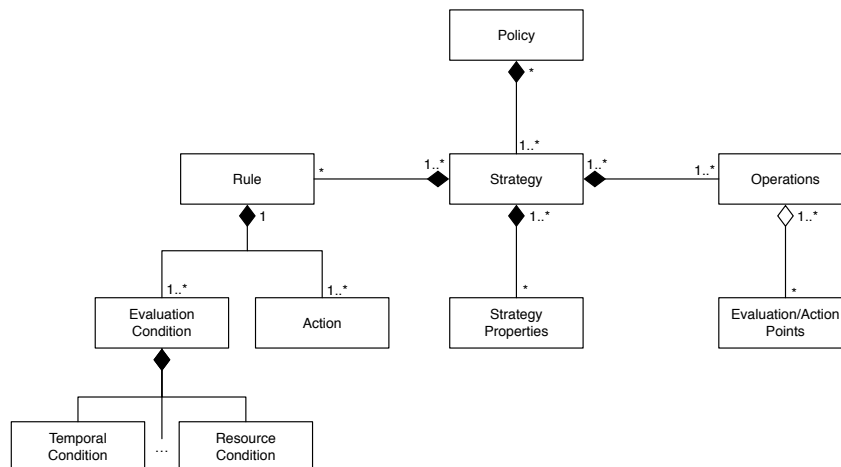 Policy
*
1..*
Rule
*
1..*
Strategy
1..*
1..*
Operations
1
1..*
1..*
1..*
1..*
*
*
Evaluation
Condition
Action
Strategy
Properties
Evaluation/Action
Points
Temporal
Condition
...
Resource
Condition